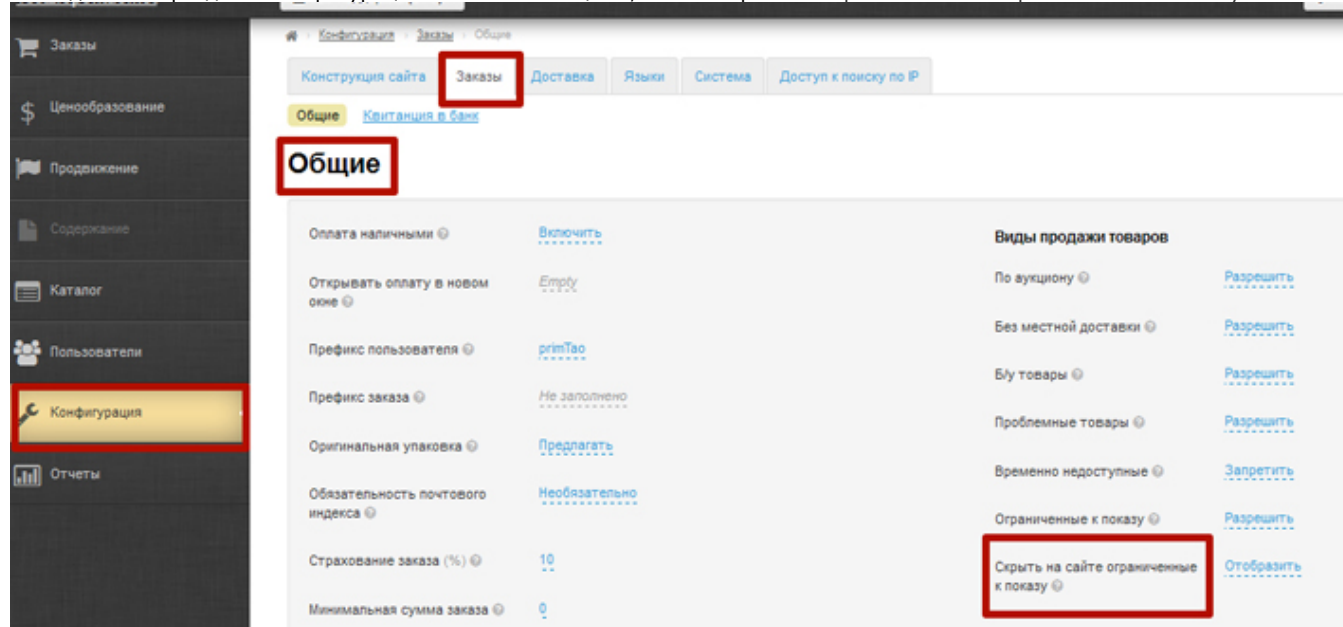 Заказы
Ценообразование
Продвижение
Содержание
Каталог
Пользователи
Конфигурация
Отчеты
Конфигурация › Заказы › Общие
Конструкция сайта Заказы Доставка Языки Система Доступ к поиску по IP
Общие Квитанция в банк
Общие
Оплата наличными Включить
Открывать оплату в новом
окне
Empty
Префикс пользователя primTao
Префикс заказа Не заполнено
Оригинальная упаковка Предлагать
Обязательность почтового
индекса
Необязательно
Страхование заказа (%) 10
Минимальная сумма заказа 0
Виды продажи товаров
По аукциону Разрешить
Без местной доставки Разрешить
Б/у товары Разрешить
Проблемные товары Разрешить
Временно недоступные Запретить
Ограниченные к показу Разрешить
Скрыть на сайте ограниченные
к показу
Отобразить